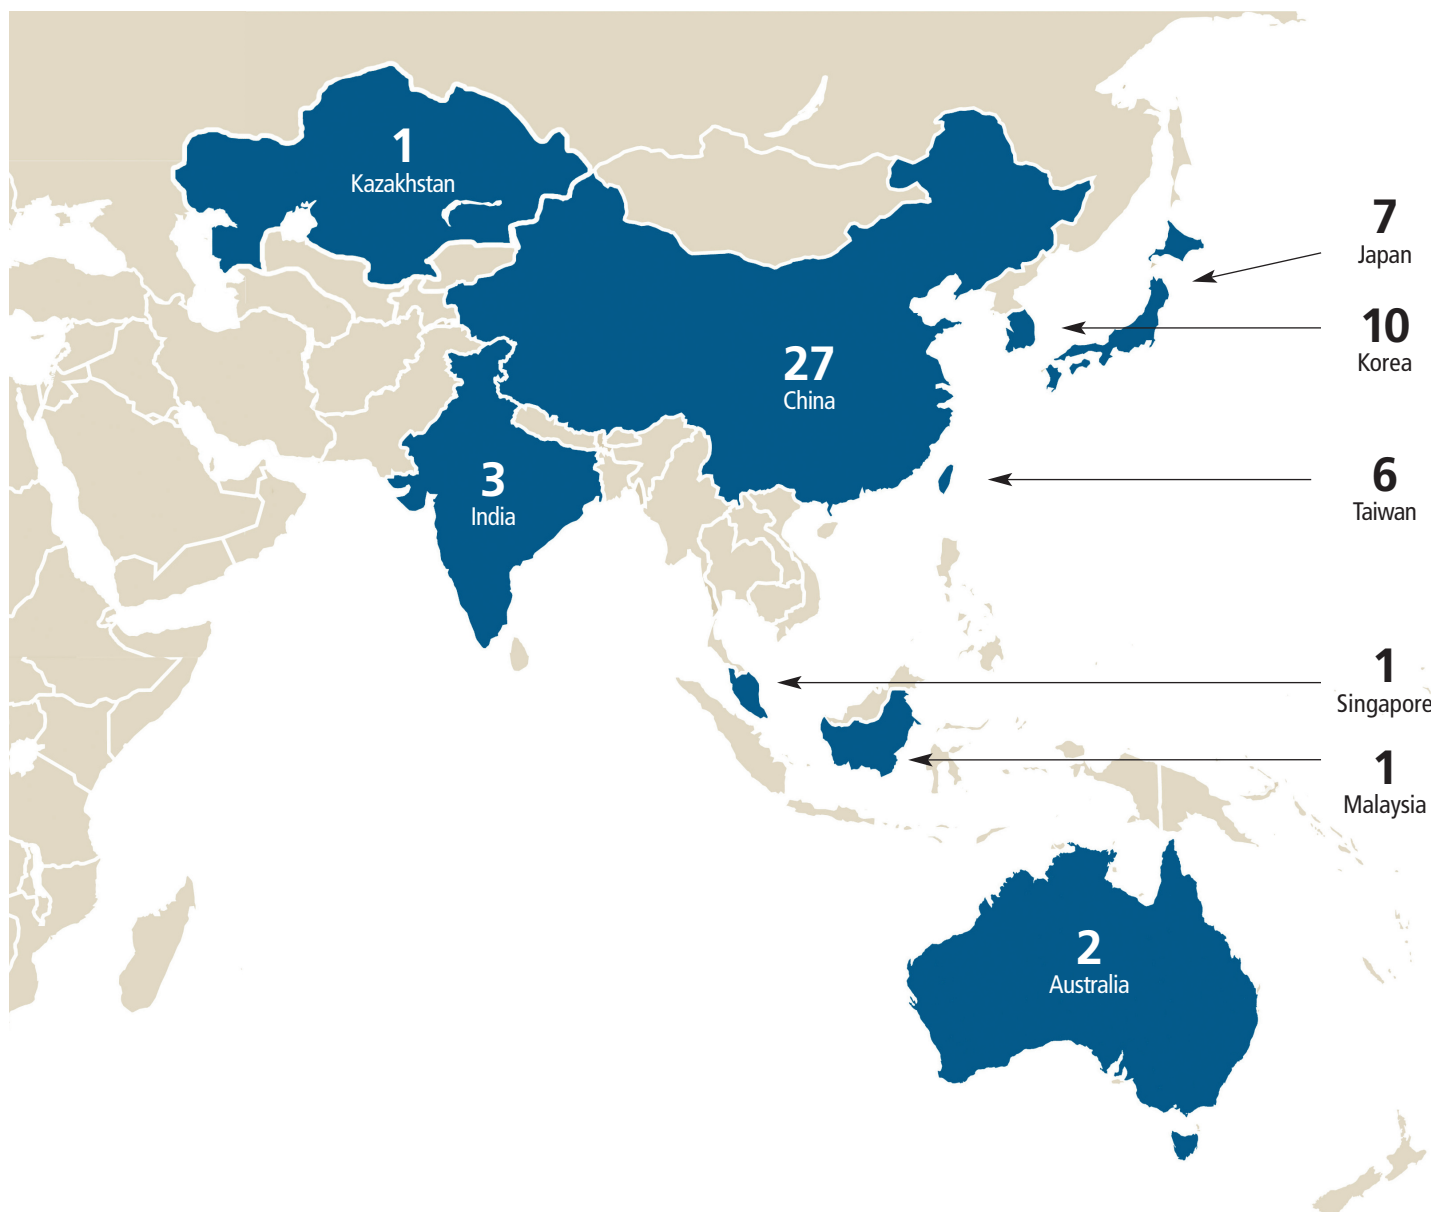 1
Kazakhstan
7
Japan
10
Korea
27
China
3
India
6
Taiwan
1
Singapore
1
Malaysia
2
Australia